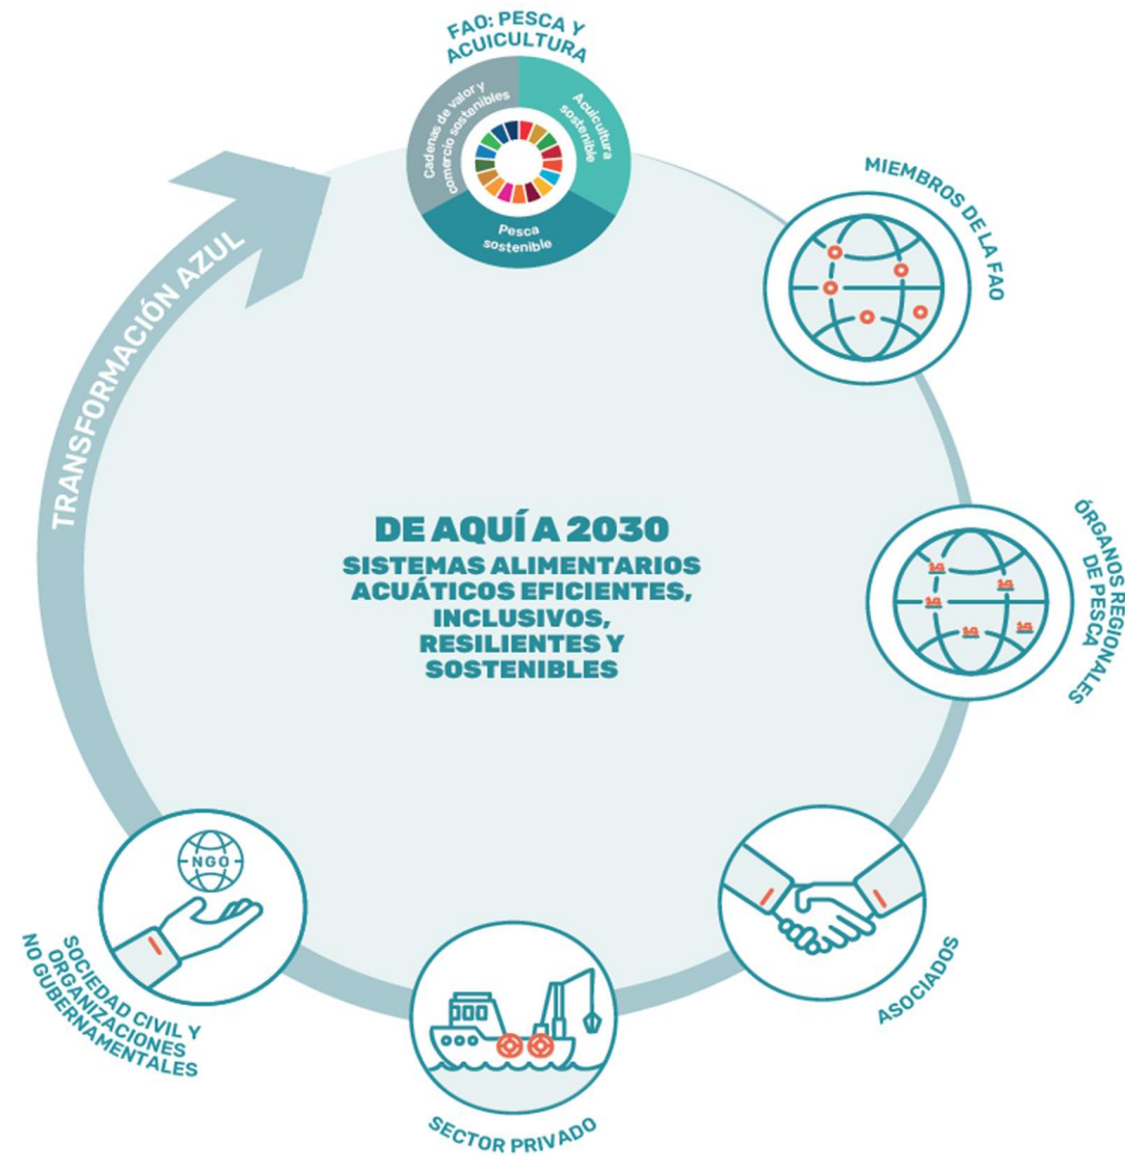 FAO: PESCA Y
ACUICULTURA
Cadenas de valor y
comercio sostenibles
Acuicultura
sostenible
Pesca
sostenible
MIEMBROS DE LA FAO
TRANSFORMACIÓN AZUL
ÓRGANOS REGIONALES
DE PESCA
DE AQUÍ A 2030
SISTEMAS ALIMENTARIOS
ACUÁTICOS EFICIENTES,
INCLUSIVOS,
RESILIENTES Y
SOSTENIBLES
NGO
SOCIEDAD CIVIL Y
ORGANIZACIONES
NO GUBERNAMENTALES
ASOCIADOS
SECTOR PRIVADO